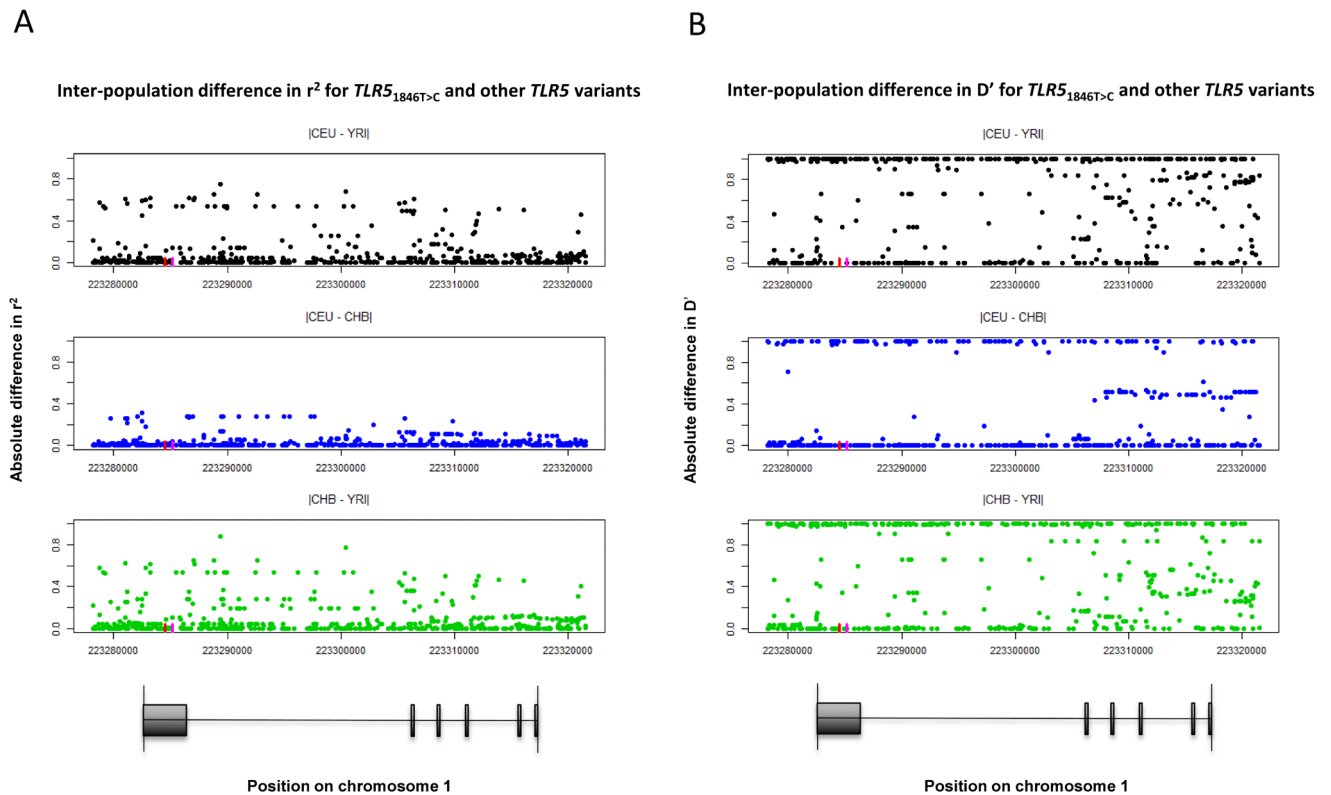 A
Inter-population difference in r² for TLR5₁₈₄₆T>C and other TLR5 variants
Absolute difference in r²
|CEU - YRI|
0.8
0.4
0.0
223280000 223290000 223300000 223310000 223320000
|CEU - CHB|
0.8
0.4
0.0
223280000 223290000 223300000 223310000 223320000
|CHB - YRI|
0.8
0.4
0.0
223280000 223290000 223300000 223310000 223320000
Position on chromosome 1
B
Inter-population difference in D’ for TLR5₁₈₄₆T>C and other TLR5 variants
Absolute difference in D’
|CEU - YRI|
0.8
0.4
0.0
223280000 223290000 223300000 223310000 223320000
|CEU - CHB|
0.8
0.4
0.0
223280000 223290000 223300000 223310000 223320000
|CHB - YRI|
0.8
0.4
0.0
223280000 223290000 223300000 223310000 223320000
Position on chromosome 1